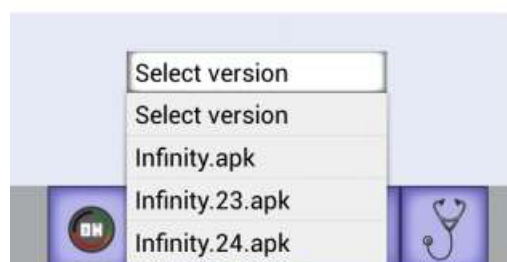 Select version
Select version
Infinity.apk
Infinity.23.apk
Infinity.24.apk